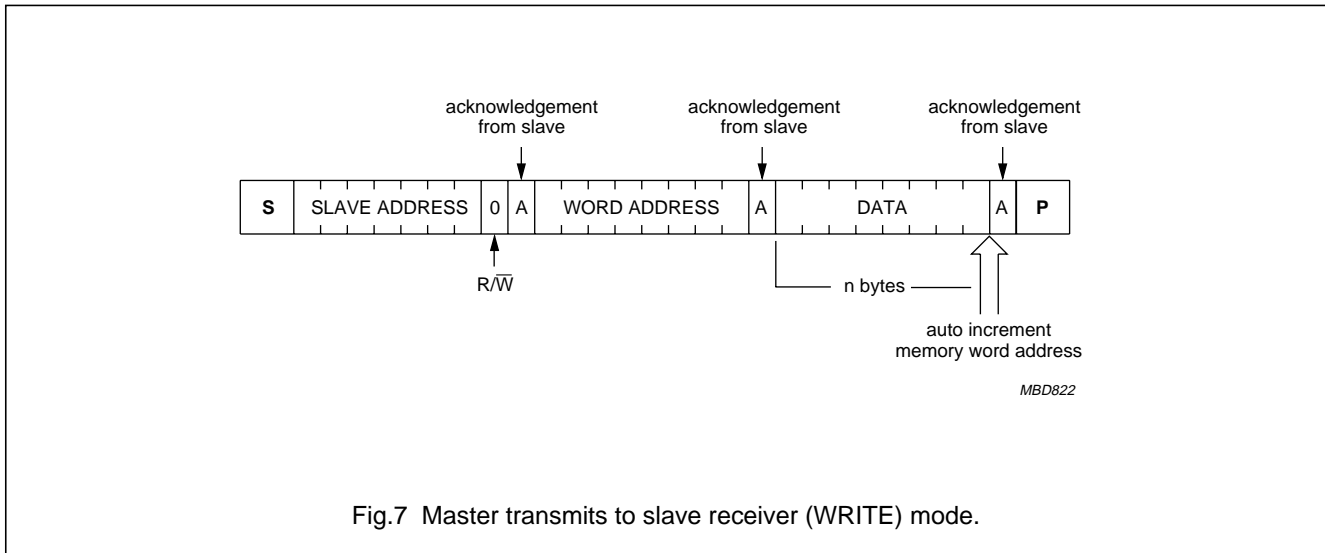 acknowledgement
from slave
acknowledgement
from slave
acknowledgement
from slave
S SLAVE ADDRESS 0 A WORD ADDRESS A DATA A P
R/W̅
n bytes
auto increment
memory word address
MBD822
Fig.7 Master transmits to slave receiver (WRITE) mode.